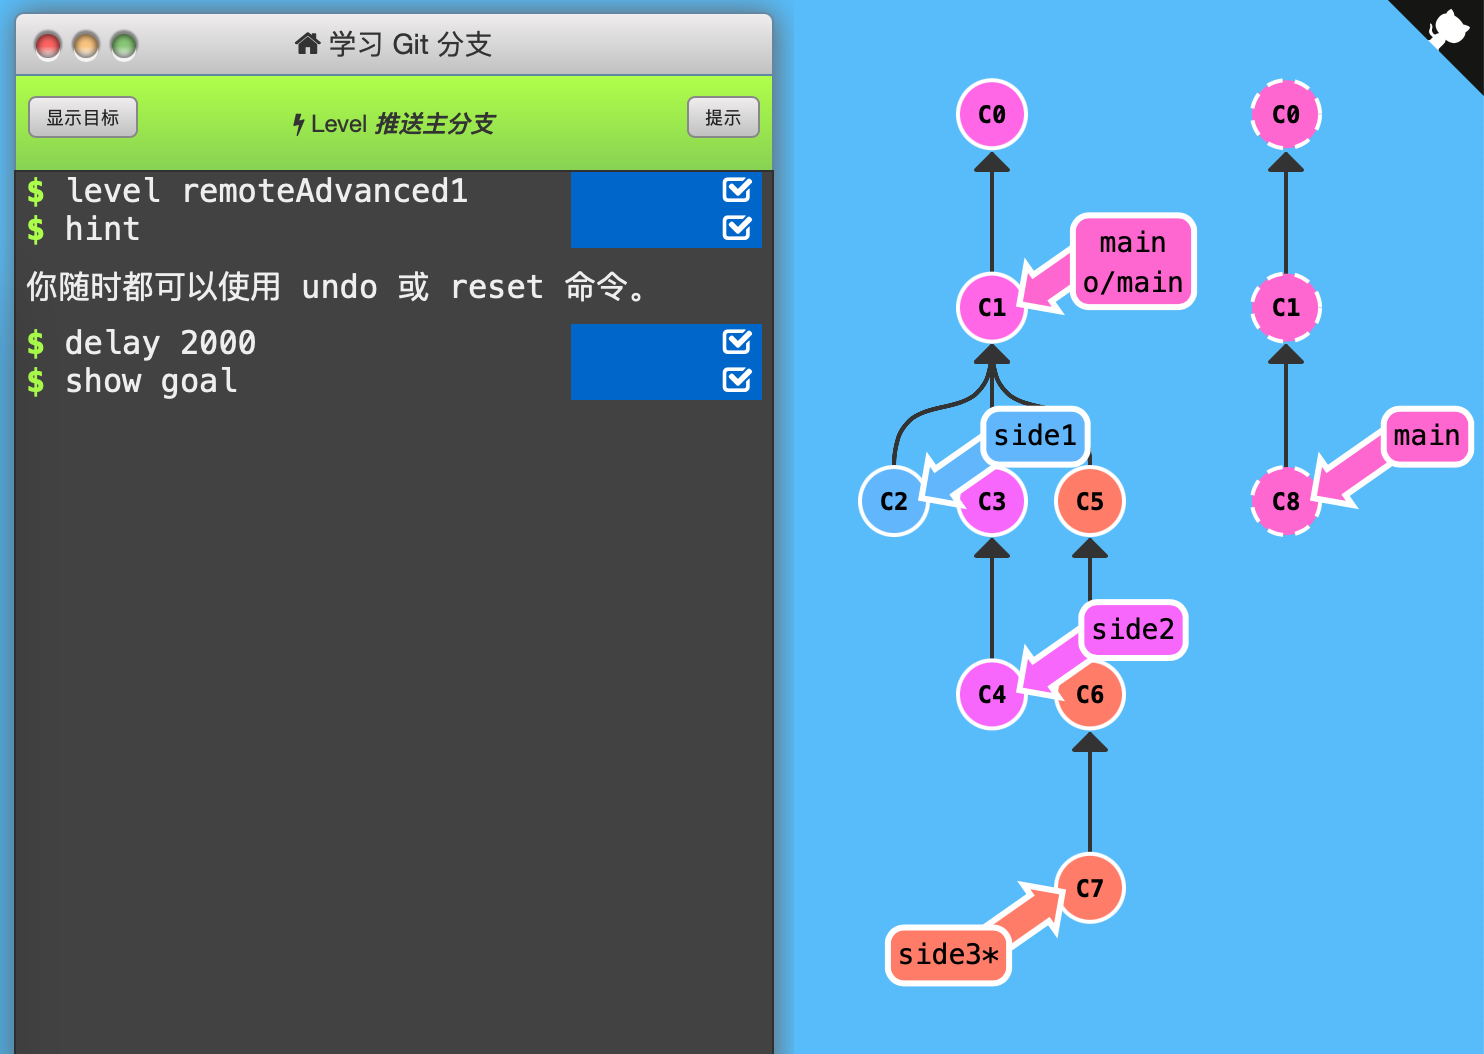 学习 Git 分支
显示目标
Level 推送主分支
提示
$ level remoteAdvanced1
$ hint
你随时都可以使用 undo 或 reset 命令。
$ delay 2000
$ show goal
C0
C0
main
o/main
C1
C1
side1
main
C2
C3
C5
C8
side2
C4
C6
C7
side3*